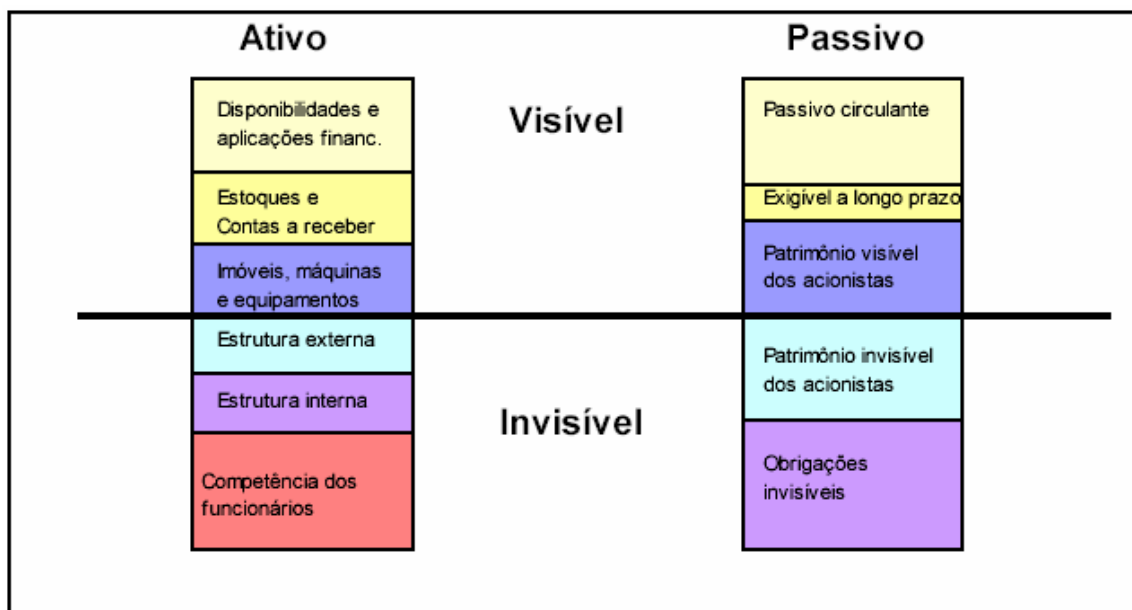 Ativo
Passivo
Visível
Disponibilidades e
aplicações financ.
Estoques e
Contas a receber
Imóveis, máquinas
e equipamentos
Passivo circulante
Exigível a longo prazo
Patrimônio visível
dos acionistas
Invisível
Estrutura externa
Estrutura interna
Competência dos
funcionários
Patrimônio invisível
dos acionistas
Obrigações
invisíveis